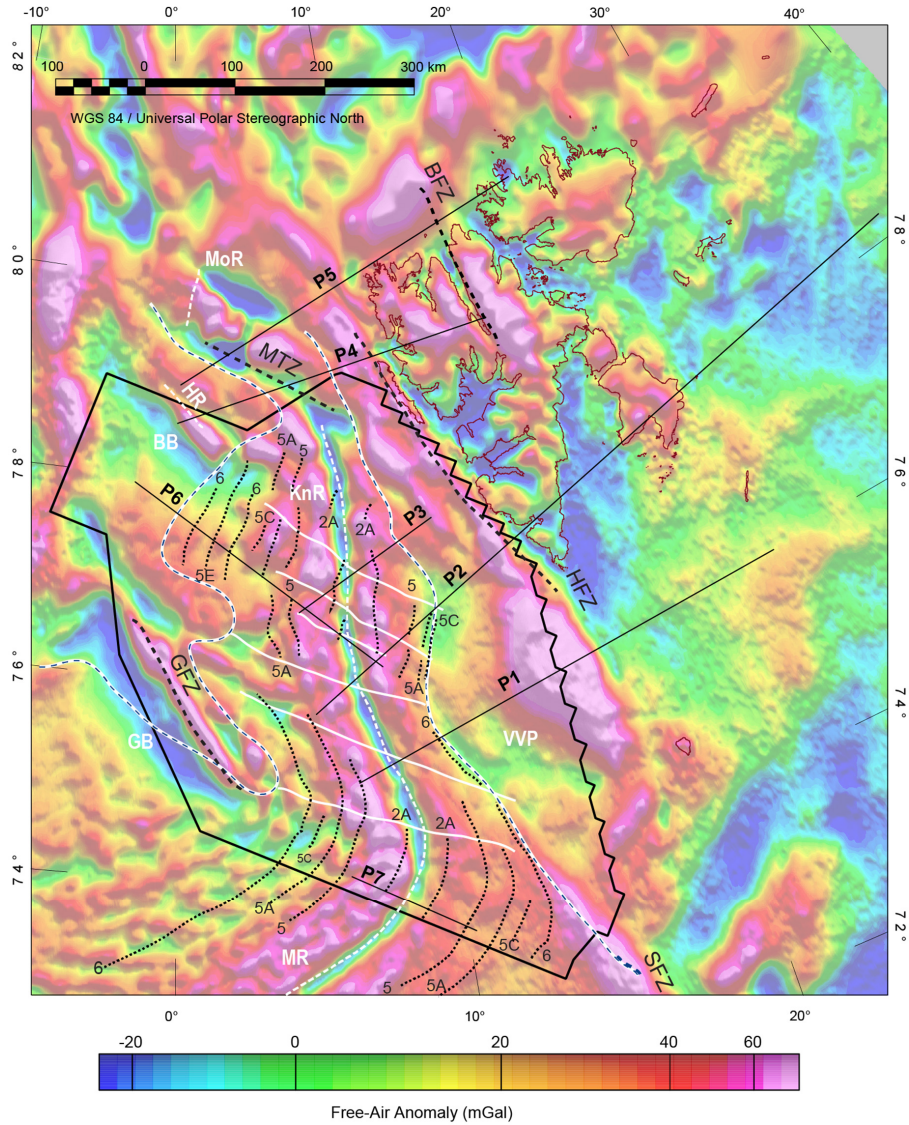 -10° 0° 10° 20° 30° 40°
82°
100 0 100 200 300 km
WGS 84 / Universal Polar Stereographic North
BFZ
78°
80°
MoR
P5
MTZ
P4
HR
BB
5A
5
78
6
6
KnR
P6
5C
2A
2A
P3
76°
5E
5
5
P2
5C
HFZ
76°
GFZ
5A
5A
P1
74°
6
GB
VVP
2A
2A
5C
P7
74°
5A
5
5C
72°
6
MR
6
SFZ
5
5A
0° 10° 20°
-20 0 20 40 60
Free-Air Anomaly (mGal)